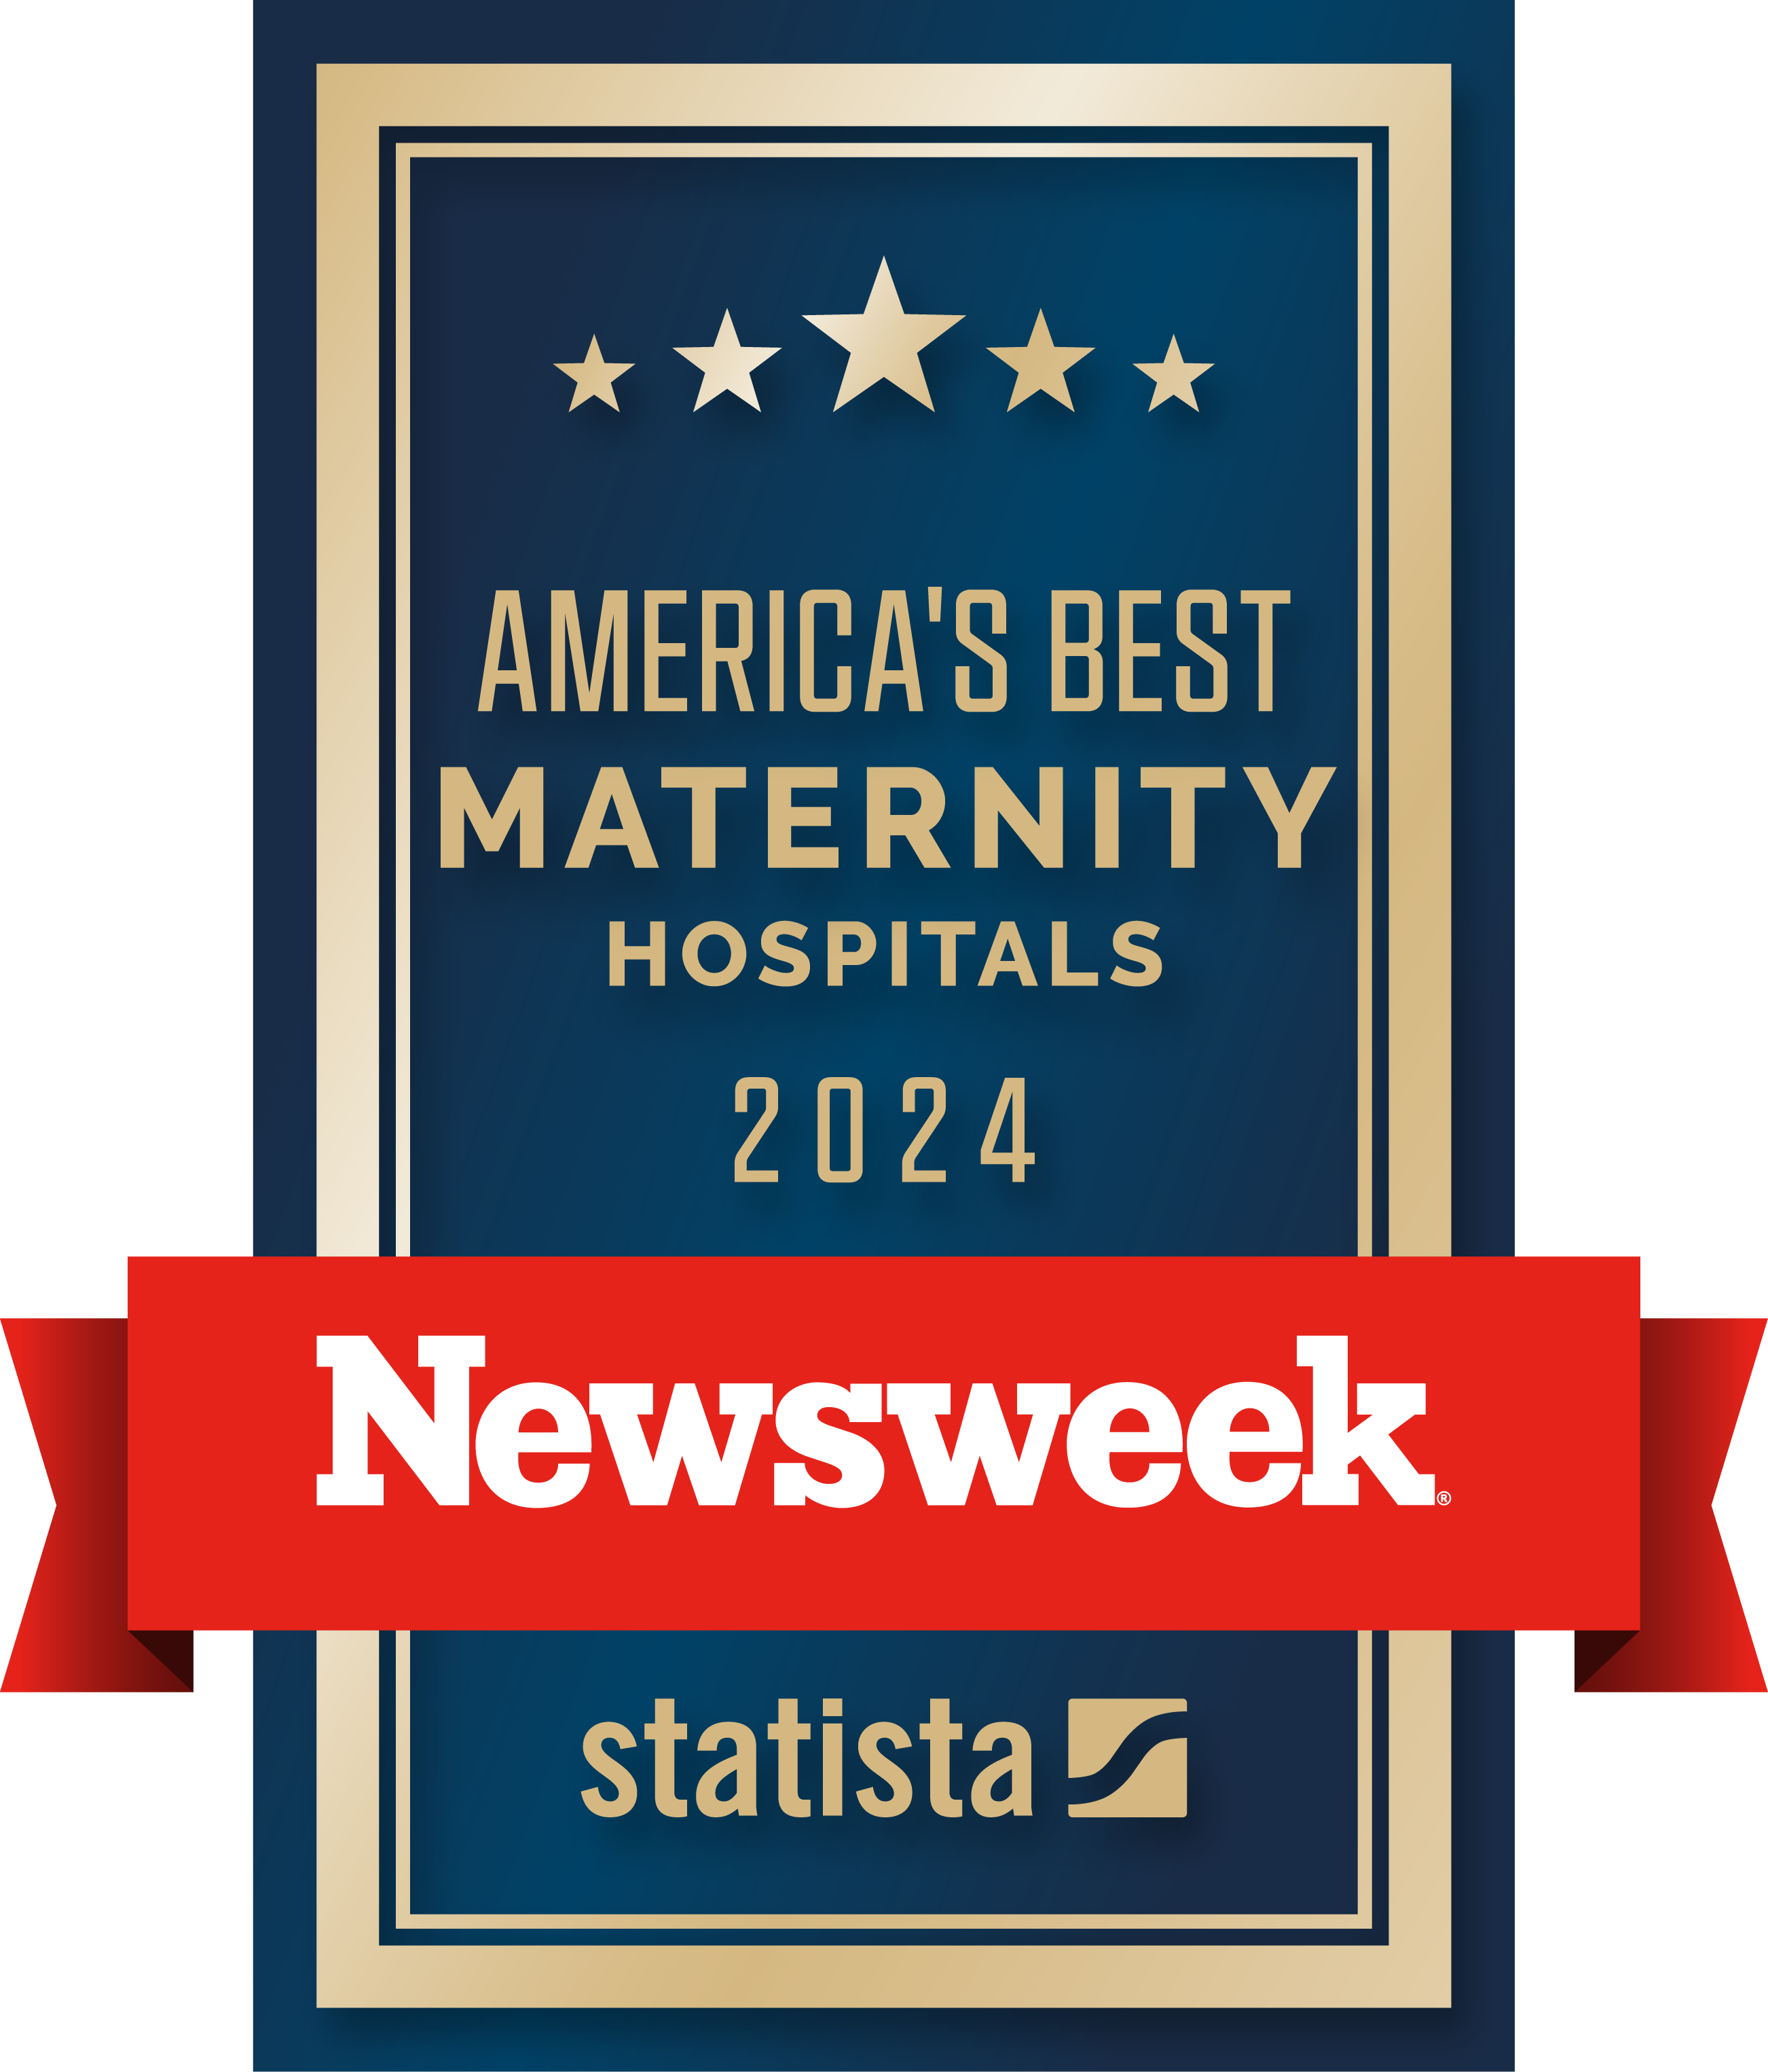 AMERICA'S BEST
MATERNITY
HOSPITALS
2024
Newsweek®
statista